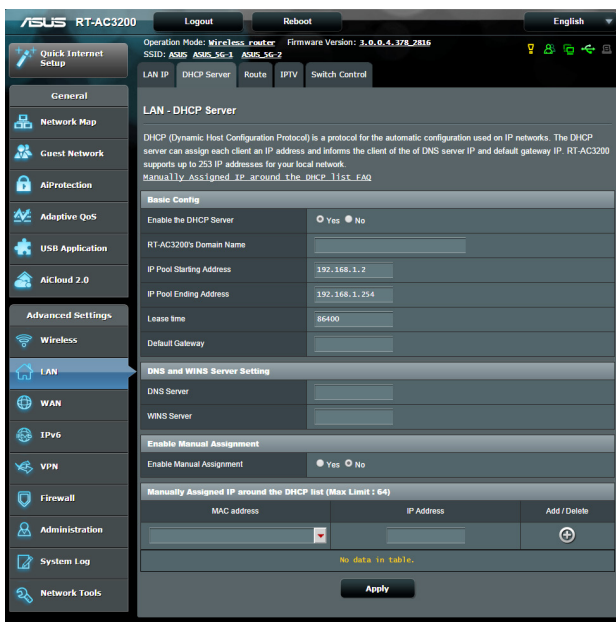 ASUS RT-AC3200 Logout Reboot English
Quick Internet Setup
Operation Mode: Wireless router Firmware Version: 3.0.0.4.378_2816
SSID: ASUS ASUS_5G-1 ASUS_5G-2
General
Network Map
Guest Network
AiProtection
Adaptive QoS
USB Application
AiCloud 2.0
Advanced Settings
Wireless
LAN
WAN
IPv6
VPN
Firewall
Administration
System Log
Network Tools
LAN IP DHCP Server Route IPTV Switch Control
LAN - DHCP Server
DHCP (Dynamic Host Configuration Protocol) is a protocol for the automatic configuration used on IP networks. The DHCP
server can assign each client an IP address and informs the client of the of DNS server IP and default gateway IP. RT-AC3200
supports up to 253 IP addresses for your local network.
Manually Assigned IP around the DHCP list FAQ
Basic Config
Enable the DHCP Server Yes No
RT-AC3200's Domain Name
IP Pool Starting Address 192.168.1.2
IP Pool Ending Address 192.168.1.254
Lease time 86400
Default Gateway
DNS and WINS Server Setting
DNS Server
WINS Server
Enable Manual Assignment
Enable Manual Assignment Yes No
Manually Assigned IP around the DHCP list (Max Limit : 64)
MAC address IP Address Add / Delete
No data in table.
Apply